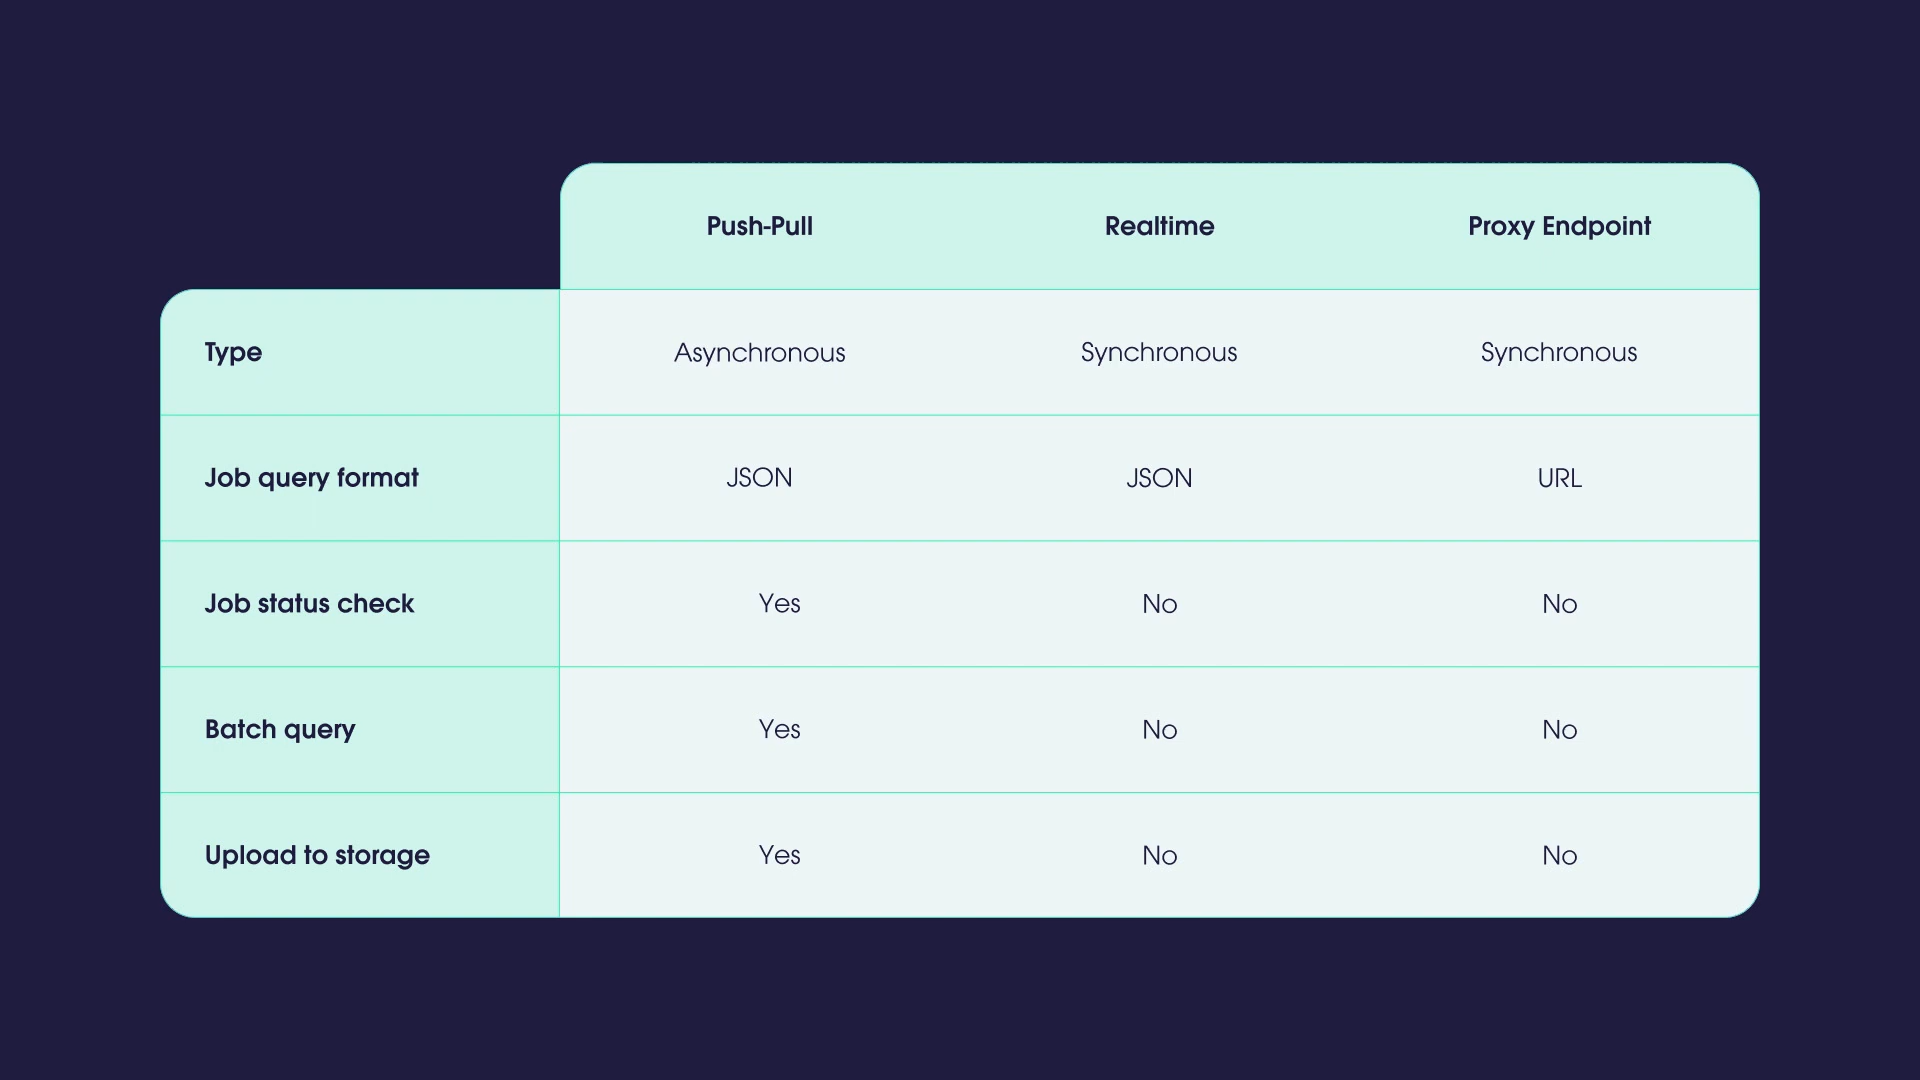 Push-Pull Realtime Proxy Endpoint
Type Asynchronous Synchronous Synchronous
Job query format JSON JSON URL
Job status check Yes No No
Batch query Yes No No
Upload to storage Yes No No